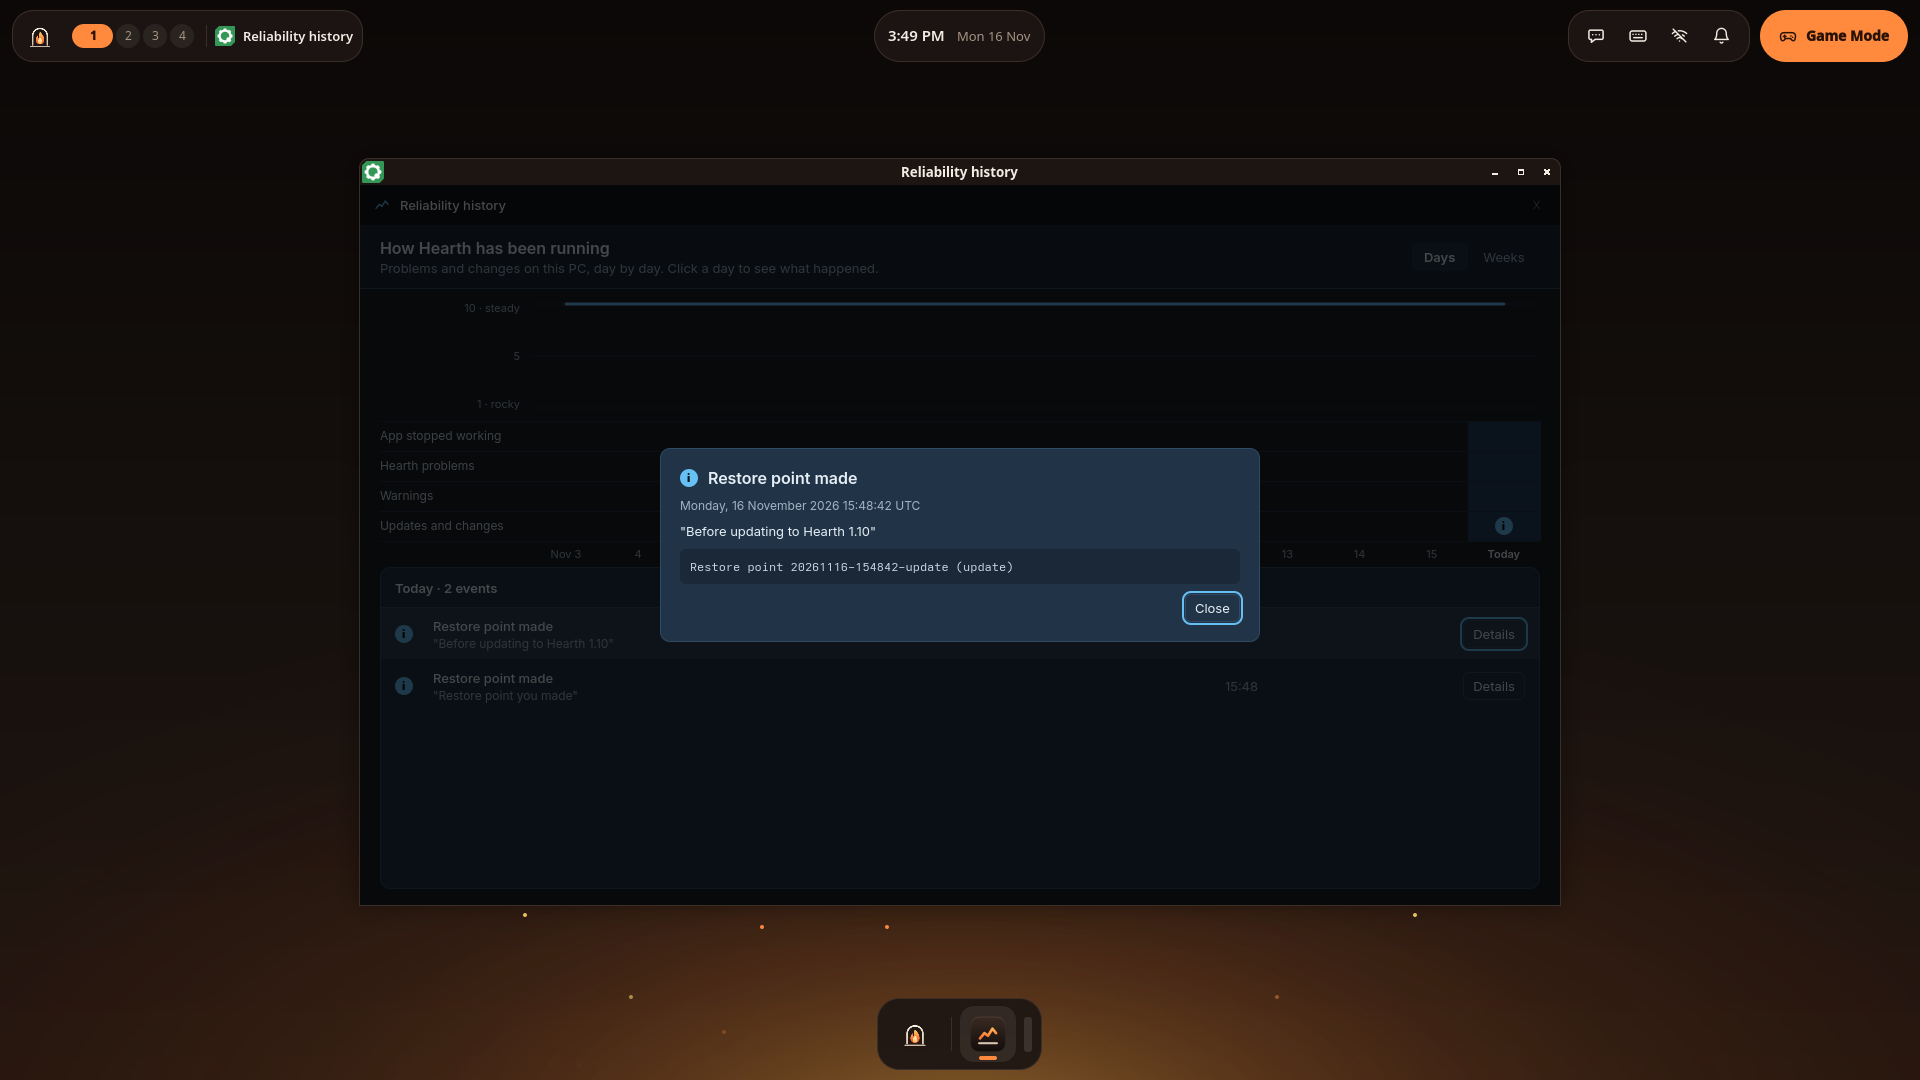 1 2 3 4 Reliability history
3:49 PM Mon 16 Nov
Game Mode
Reliability history
Reliability history X
How Hearth has been running
Problems and changes on this PC, day by day. Click a day to see what happened.
Days Weeks
10 · steady
5
1 · rocky
App stopped working
Hearth problems
Warnings
Updates and changes
Nov 3 4 13 14 15 Today
Restore point made
Monday, 16 November 2026 15:48:42 UTC
"Before updating to Hearth 1.10"
Restore point 20261116-154842-update (update)
Close
Today · 2 events
Restore point made
"Before updating to Hearth 1.10"
Details
Restore point made
"Restore point you made"
15:48
Details